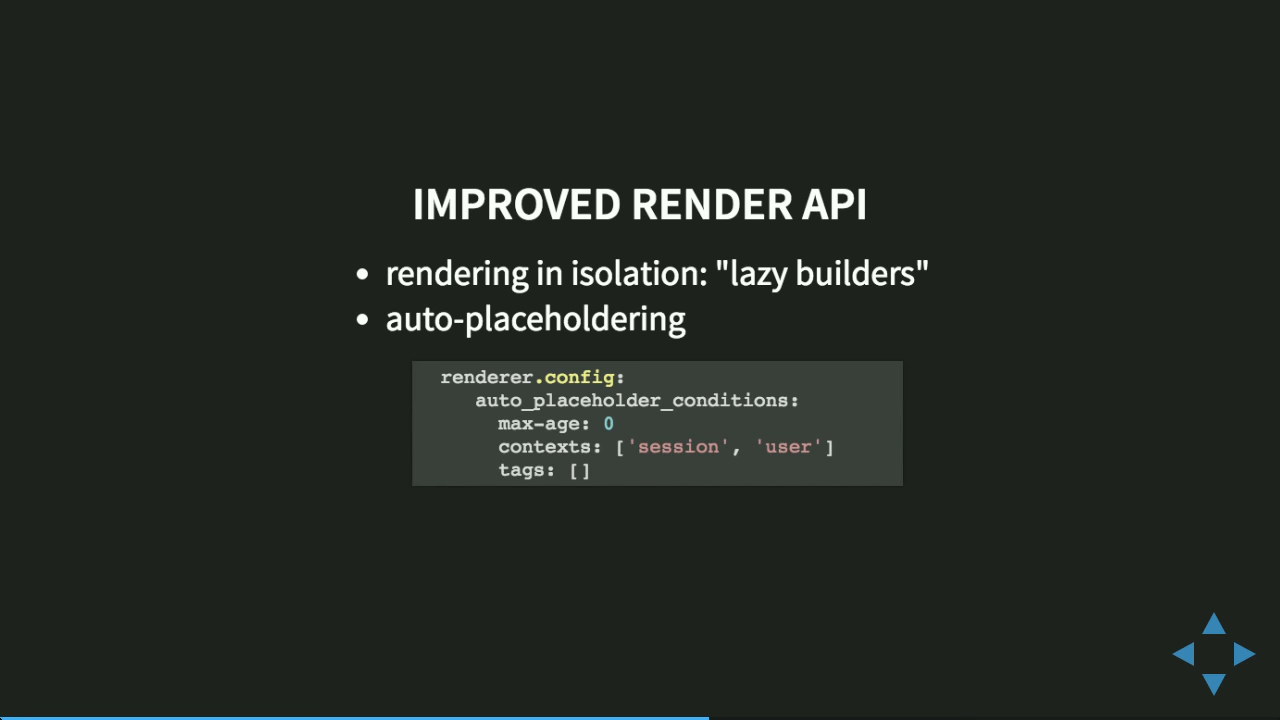 IMPROVED RENDER API
• rendering in isolation: "lazy builders"
• auto-placeholdering
renderer.config:
auto_placeholder_conditions:
max-age: 0
contexts: ['session', 'user']
tags: []